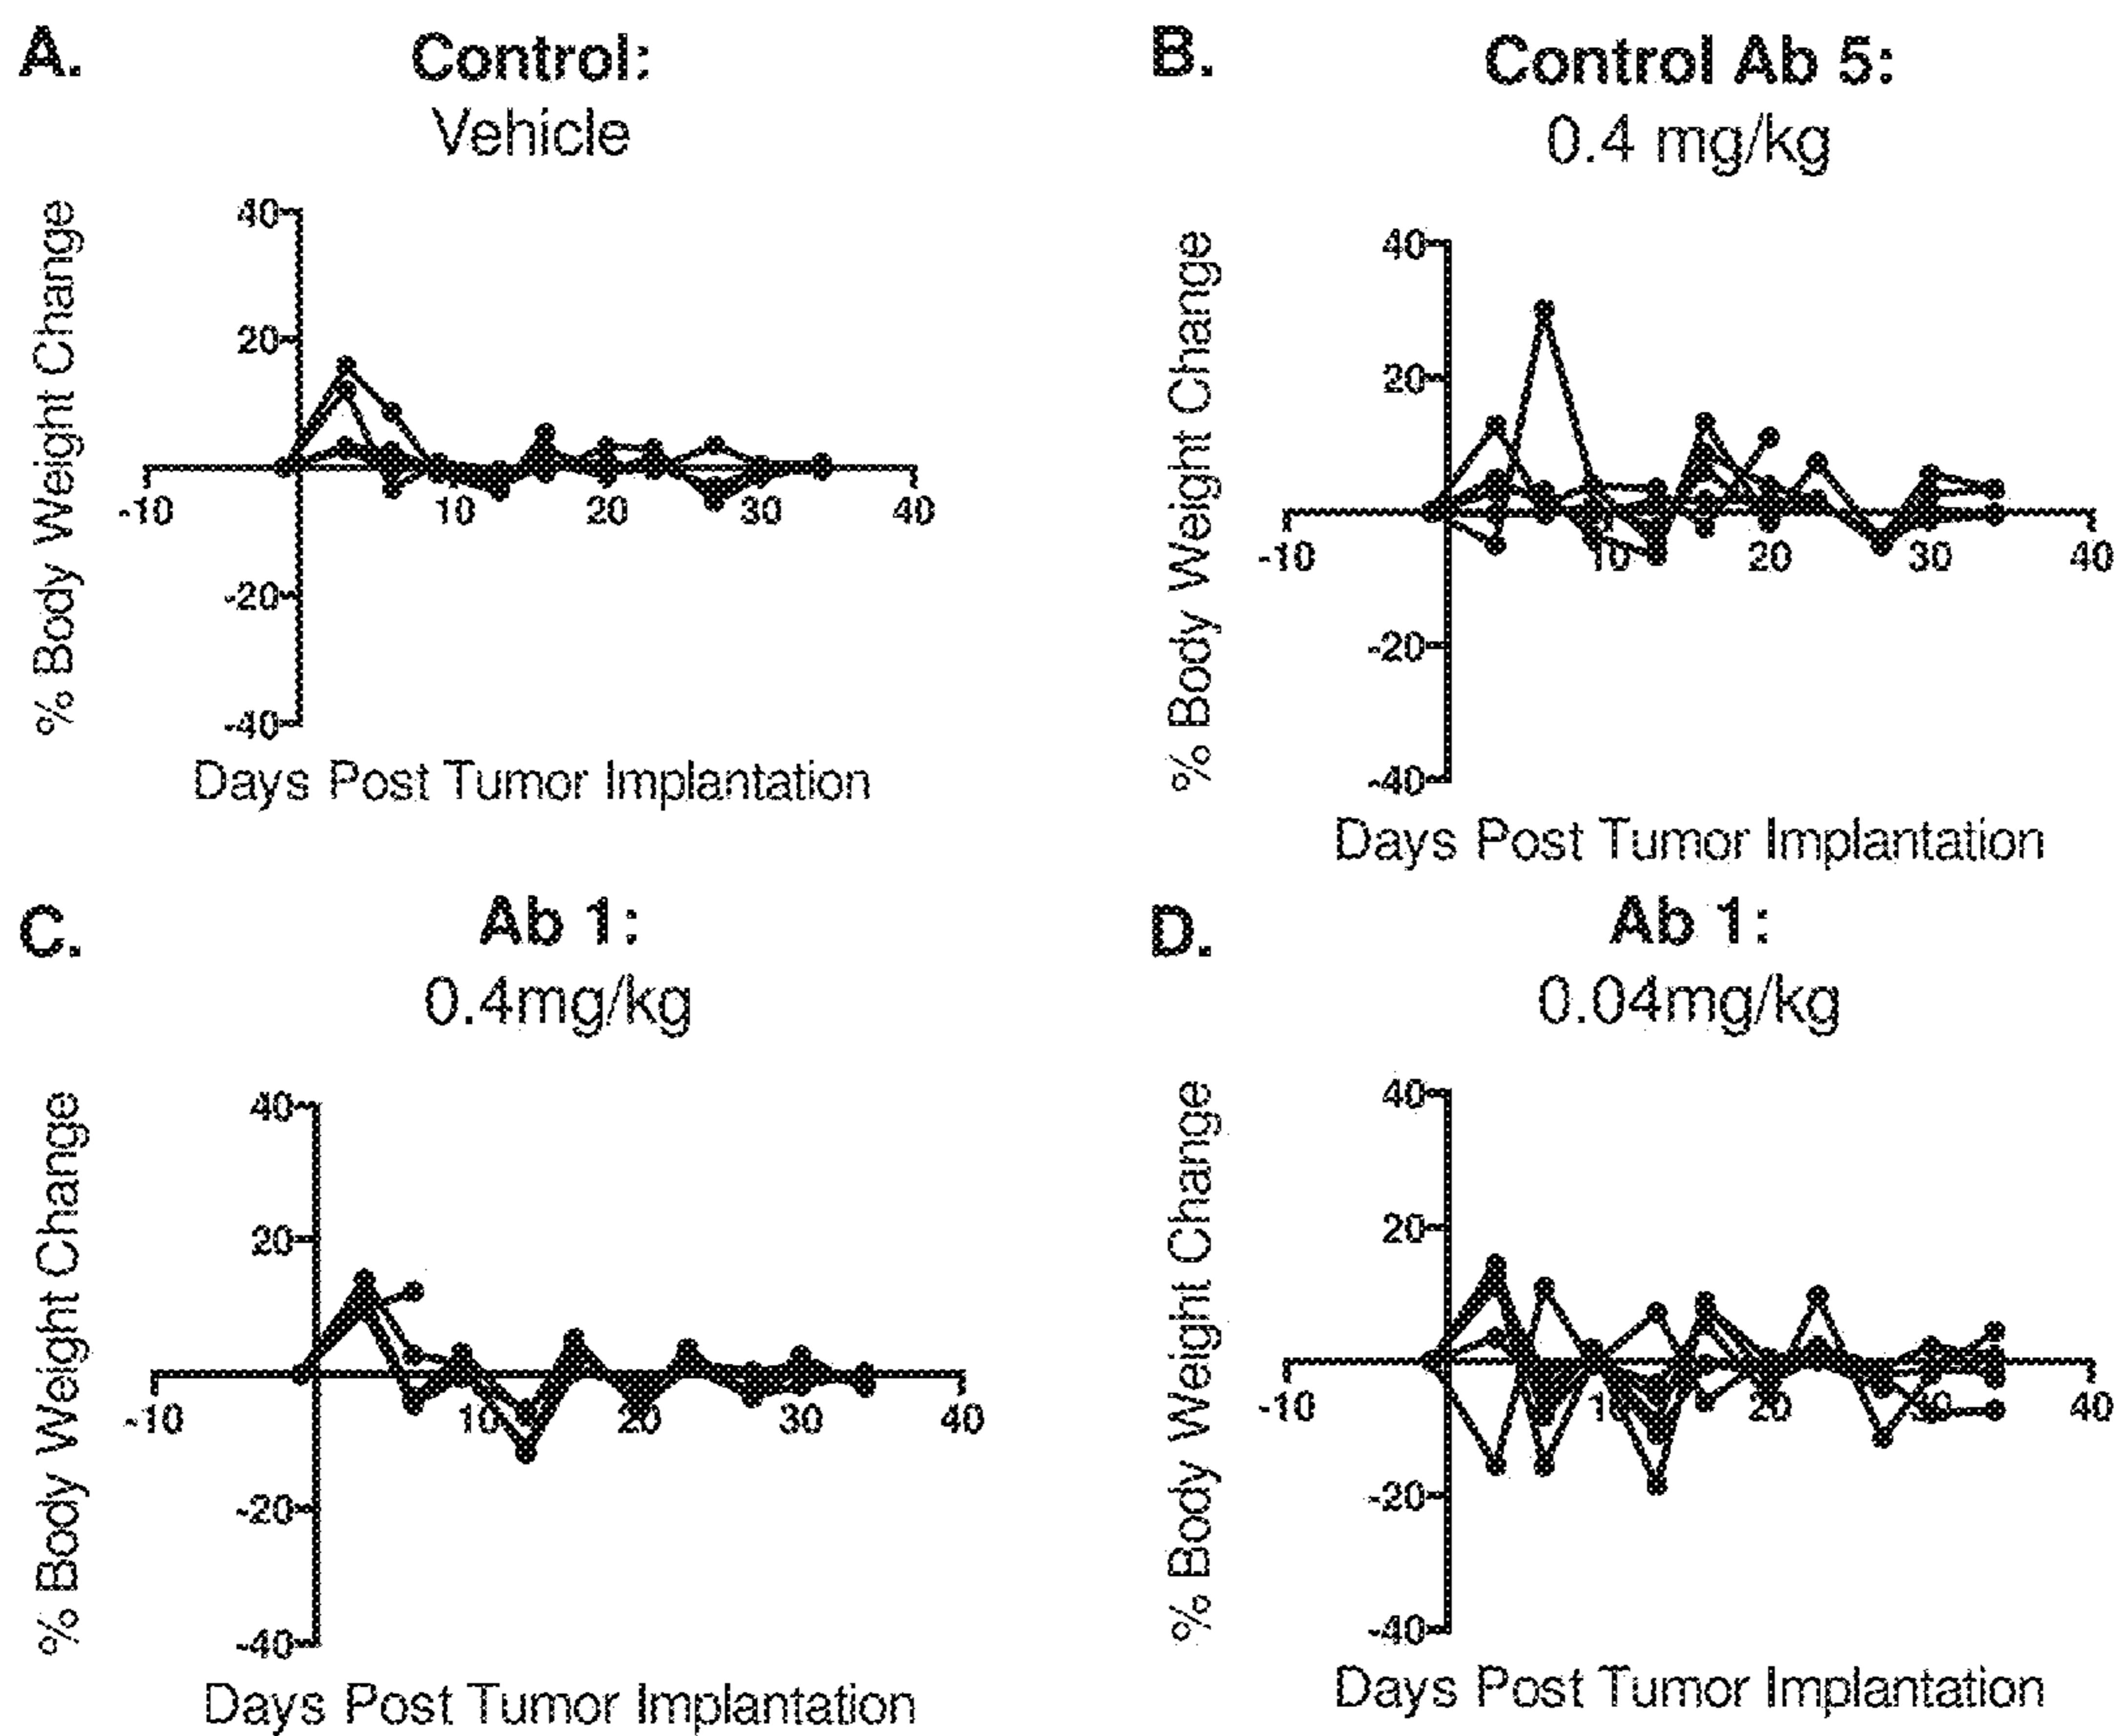 A.
Control:
Vehicle
% Body Weight Change
40
20
-20
-40
-10
10
20
30
40
Days Post Tumor Implantation
B.
Control Ab 5:
0.4 mg/kg
% Body Weight Change
40
20
-20
-40
-10
10
20
30
40
Days Post Tumor Implantation
C.
Ab 1:
0.4mg/kg
% Body Weight Change
40
20
-20
-40
-10
10
20
30
40
Days Post Tumor Implantation
D.
Ab 1:
0.04mg/kg
% Body Weight Change
40
20
-20
-40
-10
10
20
30
40
Days Post Tumor Implantation